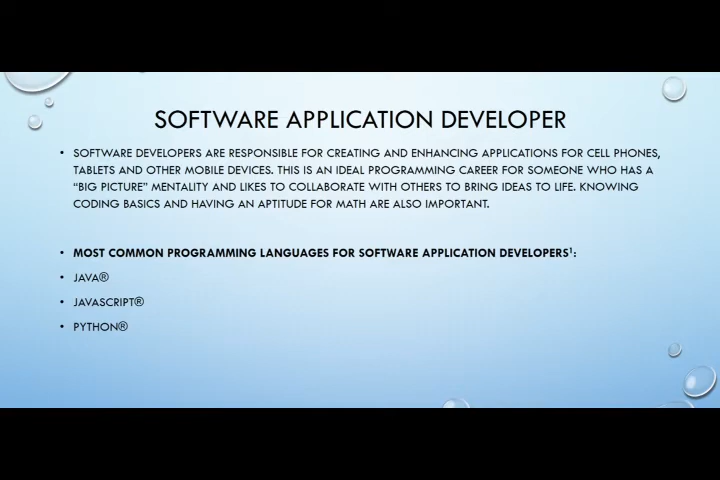 SOFTWARE APPLICATION DEVELOPER
• SOFTWARE DEVELOPERS ARE RESPONSIBLE FOR CREATING AND ENHANCING APPLICATIONS FOR CELL PHONES,
TABLETS AND OTHER MOBILE DEVICES. THIS IS AN IDEAL PROGRAMMING CAREER FOR SOMEONE WHO HAS A
“BIG PICTURE” MENTALITY AND LIKES TO COLLABORATE WITH OTHERS TO BRING IDEAS TO LIFE. KNOWING
CODING BASICS AND HAVING AN APTITUDE FOR MATH ARE ALSO IMPORTANT.
• MOST COMMON PROGRAMMING LANGUAGES FOR SOFTWARE APPLICATION DEVELOPERS¹:
• JAVA®
• JAVASCRIPT®
• PYTHON®